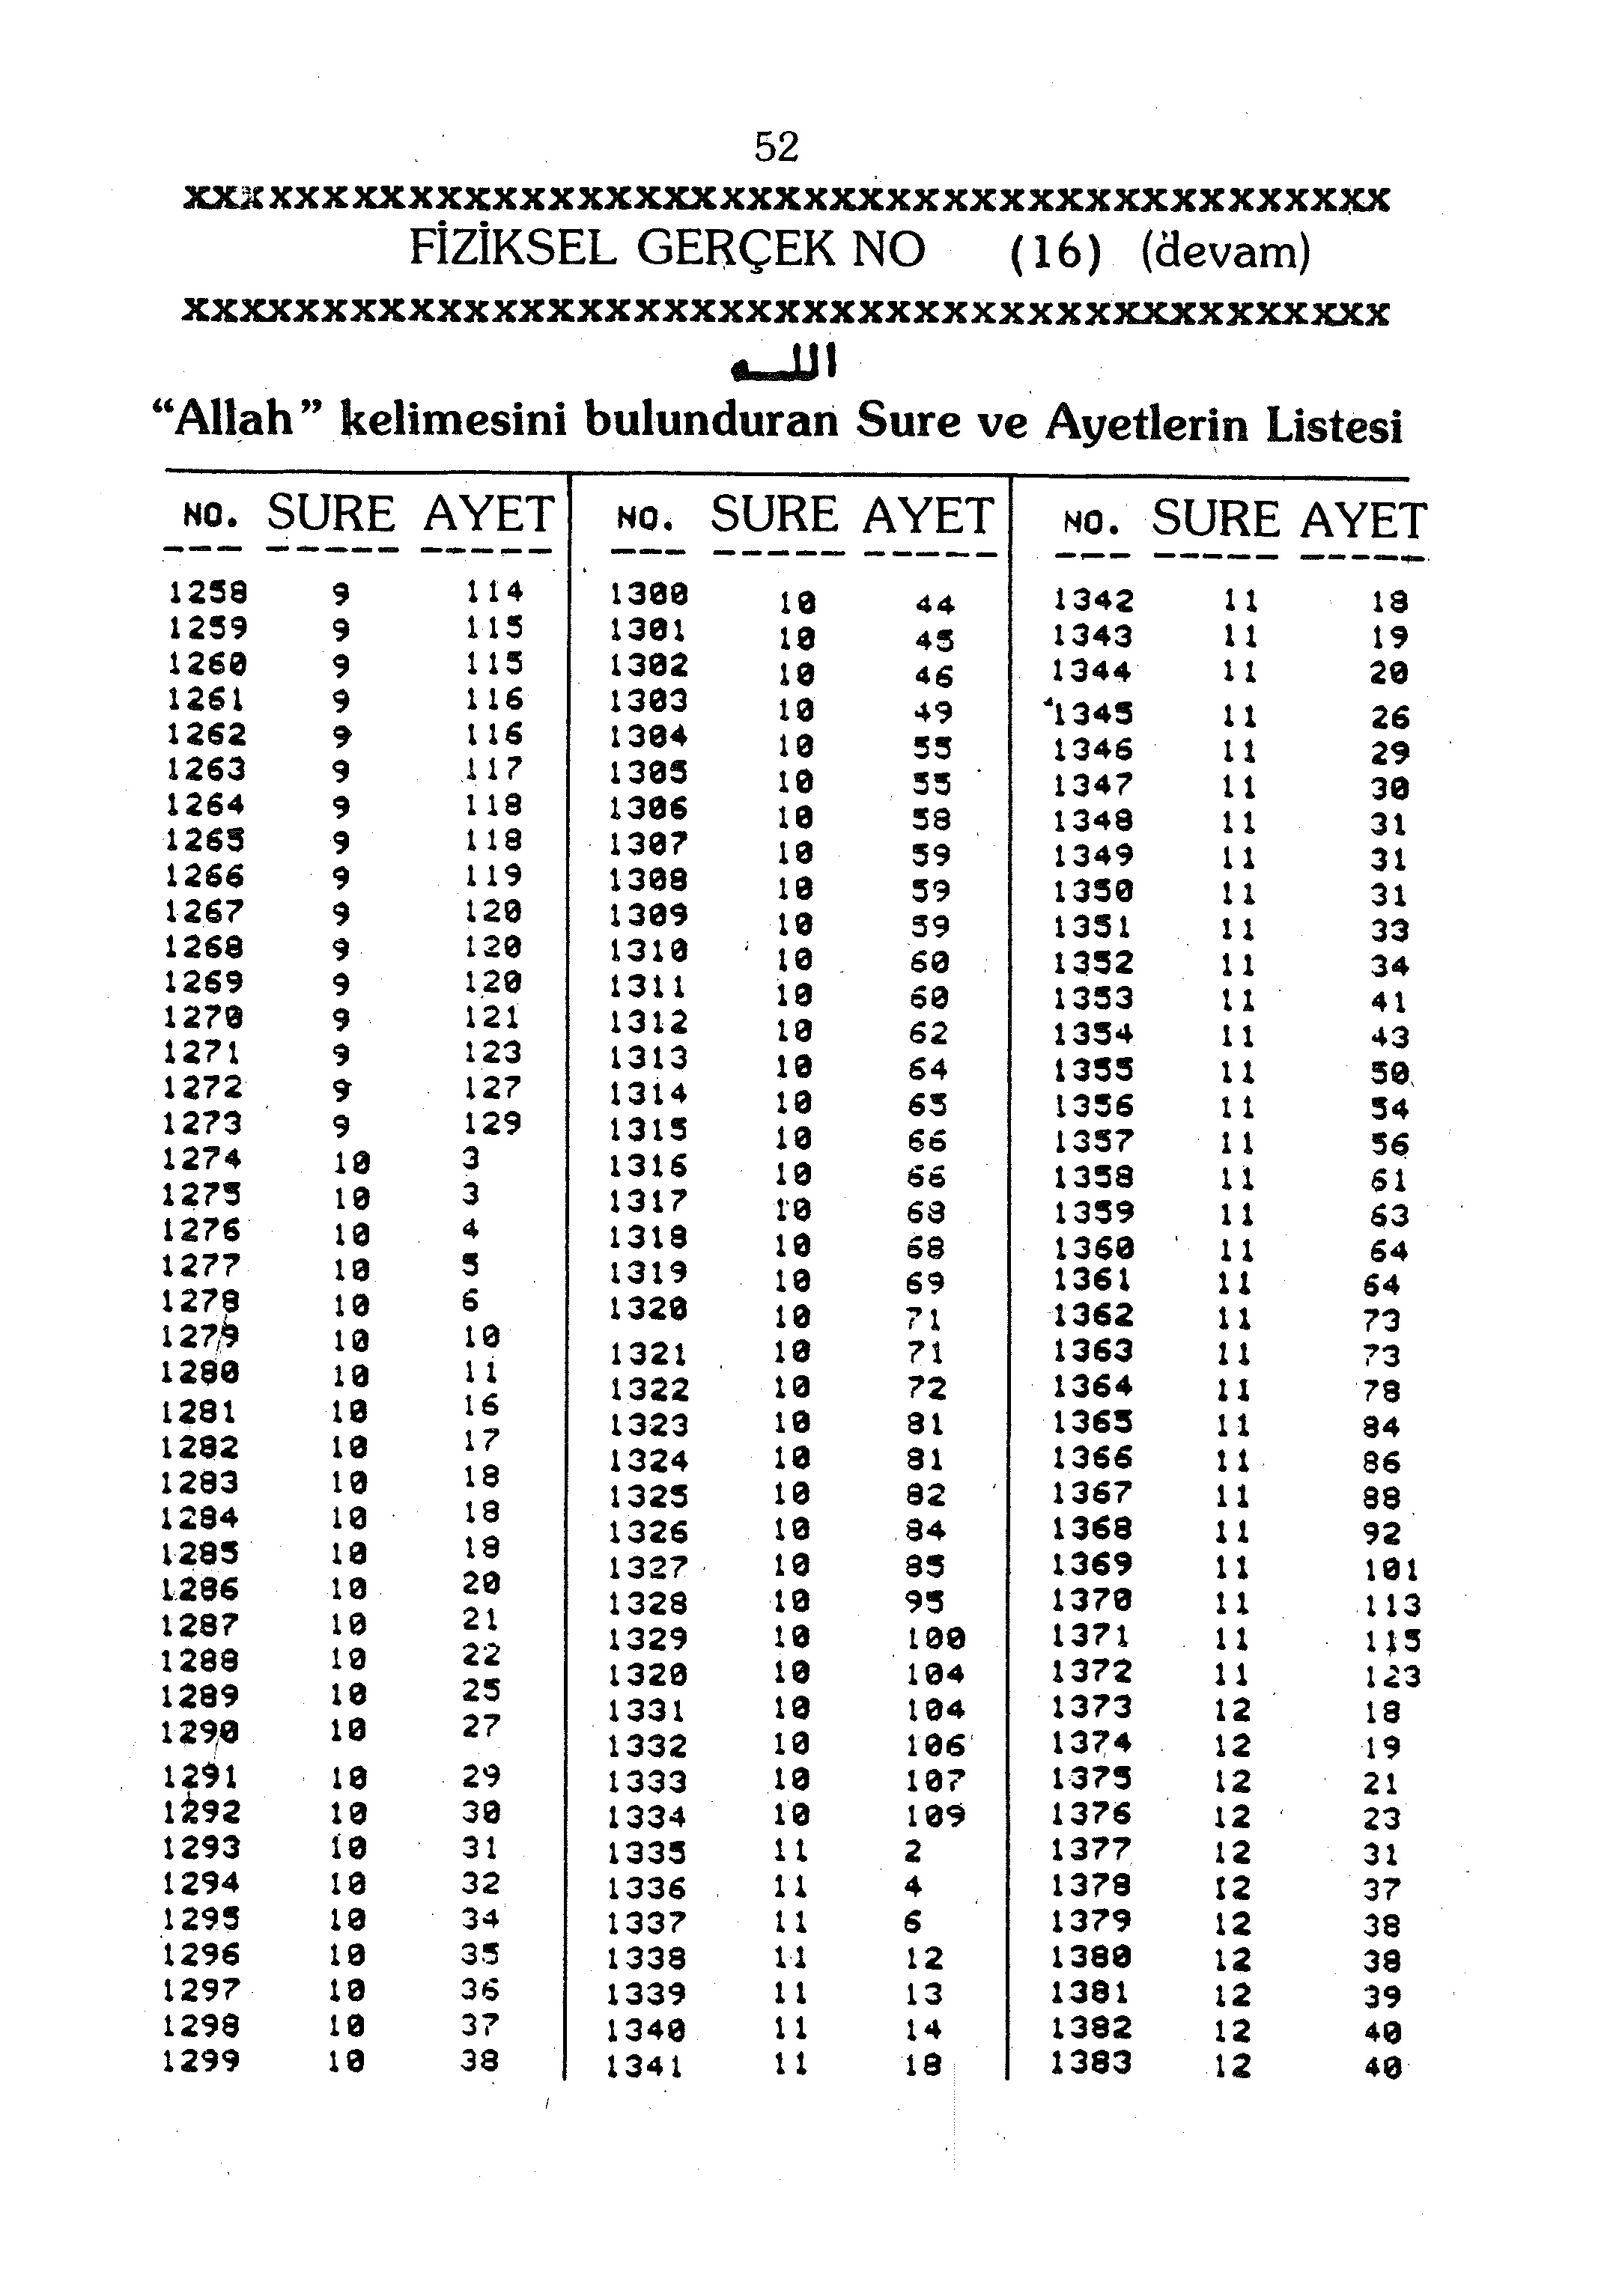 52
XXXXXXXXXXXXXXXXXXXXXXXXXXXXXXXXXXXXXXXXXXX
FİZİKSEL GERÇEK NO (16) (devam)
XXXXXXXXXXXXXXXXXXXXXXXXXXXXXXXXXXXXXXXXXXX
اللـه
“Allah” kelimesini bulunduran Sure ve Ayetlerin Listesi
NO. SURE AYET
--- ----- -----
1258 9 114
1259 9 115
1260 9 115
1261 9 116
1262 9 116
1263 9 117
1264 9 118
1265 9 118
1266 9 119
1267 9 120
1268 9 120
1269 9 120
1270 9 121
1271 9 123
1272 9 127
1273 9 129
1274 10 3
1275 10 3
1276 10 4
1277 10 5
1278 10 6
1279 10 10
1280 10 11
1281 10 16
1282 10 17
1283 10 18
1284 10 18
1285 10 18
1286 10 20
1287 10 21
1288 10 22
1289 10 25
1290 10 27
1291 10 29
1292 10 30
1293 10 31
1294 10 32
1295 10 34
1296 10 35
1297 10 36
1298 10 37
1299 10 38
NO. SURE AYET
--- ----- -----
1300 10 44
1301 10 45
1302 10 46
1303 10 49
1304 10 55
1305 10 55
1306 10 58
1307 10 59
1308 10 59
1309 10 59
1310 10 60
1311 10 60
1312 10 62
1313 10 64
1314 10 65
1315 10 66
1316 10 66
1317 10 68
1318 10 68
1319 10 69
1320 10 71
1321 10 71
1322 10 72
1323 10 81
1324 10 81
1325 10 82
1326 10 84
1327 10 85
1328 10 95
1329 10 100
1320 10 104
1331 10 104
1332 10 106
1333 10 107
1334 10 109
1335 11 2
1336 11 4
1337 11 6
1338 11 12
1339 11 13
1340 11 14
1341 11 18
NO. SURE AYET
--- ----- -----
1342 11 18
1343 11 19
1344 11 20
1345 11 26
1346 11 29
1347 11 30
1348 11 31
1349 11 31
1350 11 31
1351 11 33
1352 11 34
1353 11 41
1354 11 43
1355 11 50
1356 11 54
1357 11 56
1358 11 61
1359 11 63
1360 11 64
1361 11 64
1362 11 73
1363 11 73
1364 11 78
1365 11 84
1366 11 86
1367 11 88
1368 11 92
1369 11 101
1370 11 113
1371 11 115
1372 11 123
1373 12 18
1374 12 19
1375 12 21
1376 12 23
1377 12 31
1378 12 37
1379 12 38
1380 12 38
1381 12 39
1382 12 40
1383 12 40